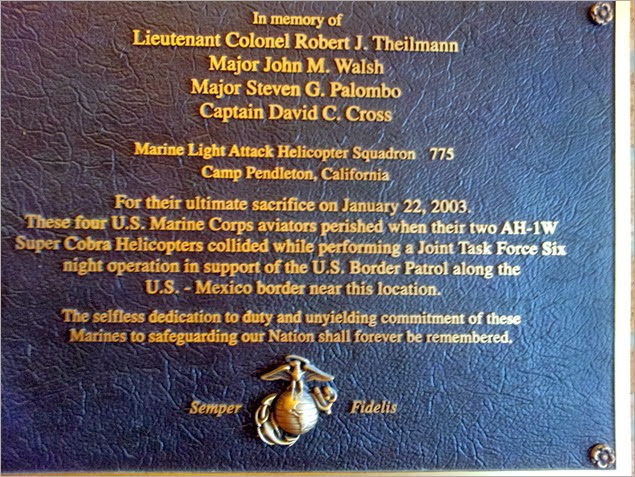 In memory of
Lieutenant Colonel Robert J. Theilmann
Major John M. Walsh
Major Steven G. Palombo
Captain David C. Cross
Marine Light Attack Helicopter Squadron 775
Camp Pendleton, California
For their ultimate sacrifice on January 22, 2003.
These four U.S. Marine Corps aviators perished when their two AH-1W
Super Cobra Helicopters collided while performing a Joint Task Force Six
night operation in support of the U.S. Border Patrol along the
U.S. - Mexico border near this location.
The selfless dedication to duty and unyielding commitment of these
Marines to safeguarding our Nation shall forever be remembered.
Semper Fidelis